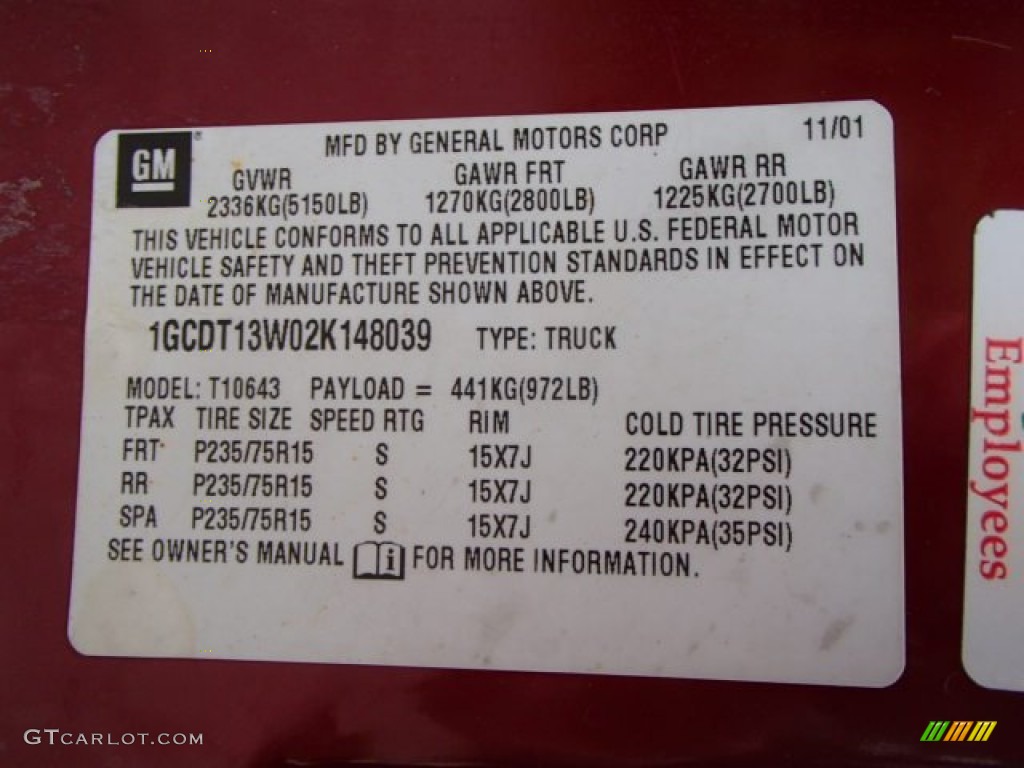 GM ® MFD BY GENERAL MOTORS CORP 11/01
GVWR GAWR FRT GAWR RR
2336KG(5150LB) 1270KG(2800LB) 1225KG(2700LB)
THIS VEHICLE CONFORMS TO ALL APPLICABLE U.S. FEDERAL MOTOR
VEHICLE SAFETY AND THEFT PREVENTION STANDARDS IN EFFECT ON
THE DATE OF MANUFACTURE SHOWN ABOVE.
1GCDT13W02K148039 TYPE: TRUCK
MODEL: T10643 PAYLOAD = 441KG(972LB)
TPAX TIRE SIZE SPEED RTG RIM COLD TIRE PRESSURE
FRT P235/75R15 S 15X7J 220KPA(32PSI)
RR P235/75R15 S 15X7J 220KPA(32PSI)
SPA P235/75R15 S 15X7J 240KPA(35PSI)
SEE OWNER'S MANUAL i FOR MORE INFORMATION.
Employees
GTCARLOT.COM